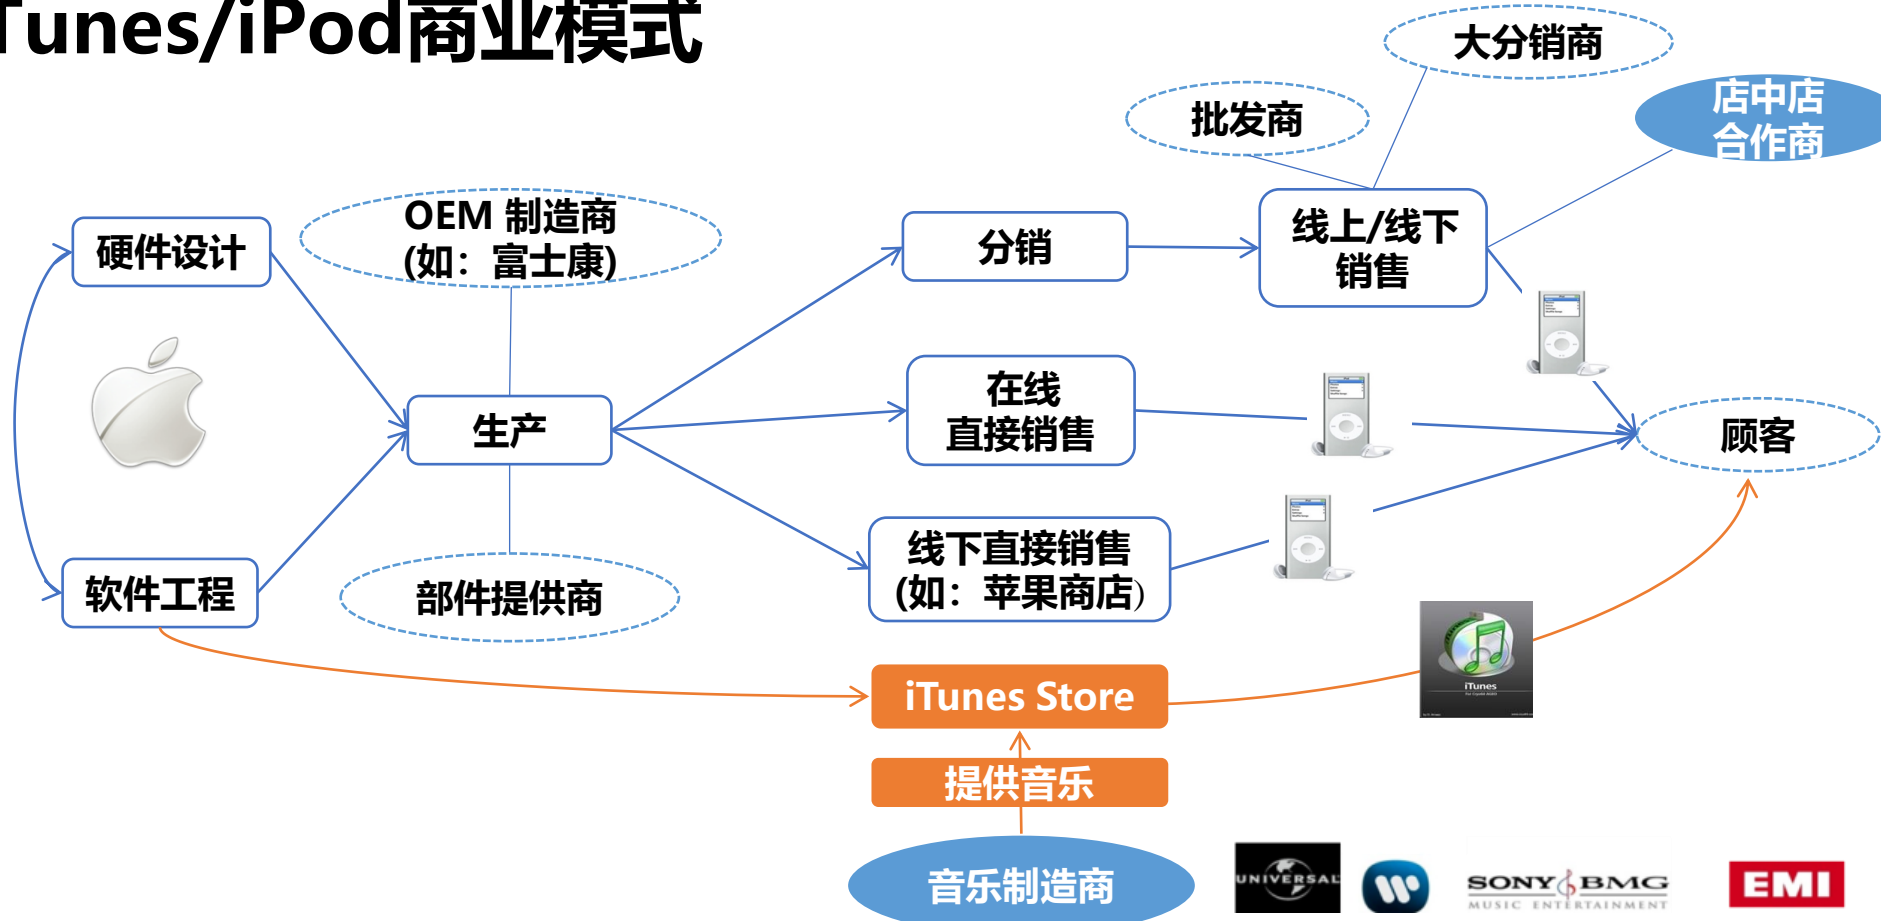 Tunes/iPod商业模式
大分销商
批发商
店中店
合作商
OEM 制造商
(如：富士康)
硬件设计
分销
线上/线下
销售
在线
直接销售
生产
顾客
线下直接销售
(如：苹果商店)
软件工程
部件提供商
iTunes
iTunes Store
提供音乐
音乐制造商
UNIVERSAL
SONY BMG
MUSIC ENTERTAINMENT
EMI